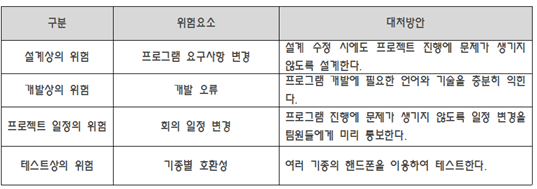 구분 위험요소 대처방안
설계상의 위험 프로그램 요구사망 변경 설계 수정 시에도 프로젝트 진행에 문제가 생기지
않도록 설계한다.
개발상의 위험 개발 오류 프로그램 개발에 필요한 언어와 기술을 충분히 익힌
다.
프로젝트 일정의 위험 회의 일정 변경 프로그램 진행에 문제가 생기지 않도록 일정 변경을
팀원들에게 미리 통보한다.
테스트상의 위험 기종별 호환성 여러 기종의 핸드폰을 이용하여 테스트한다.